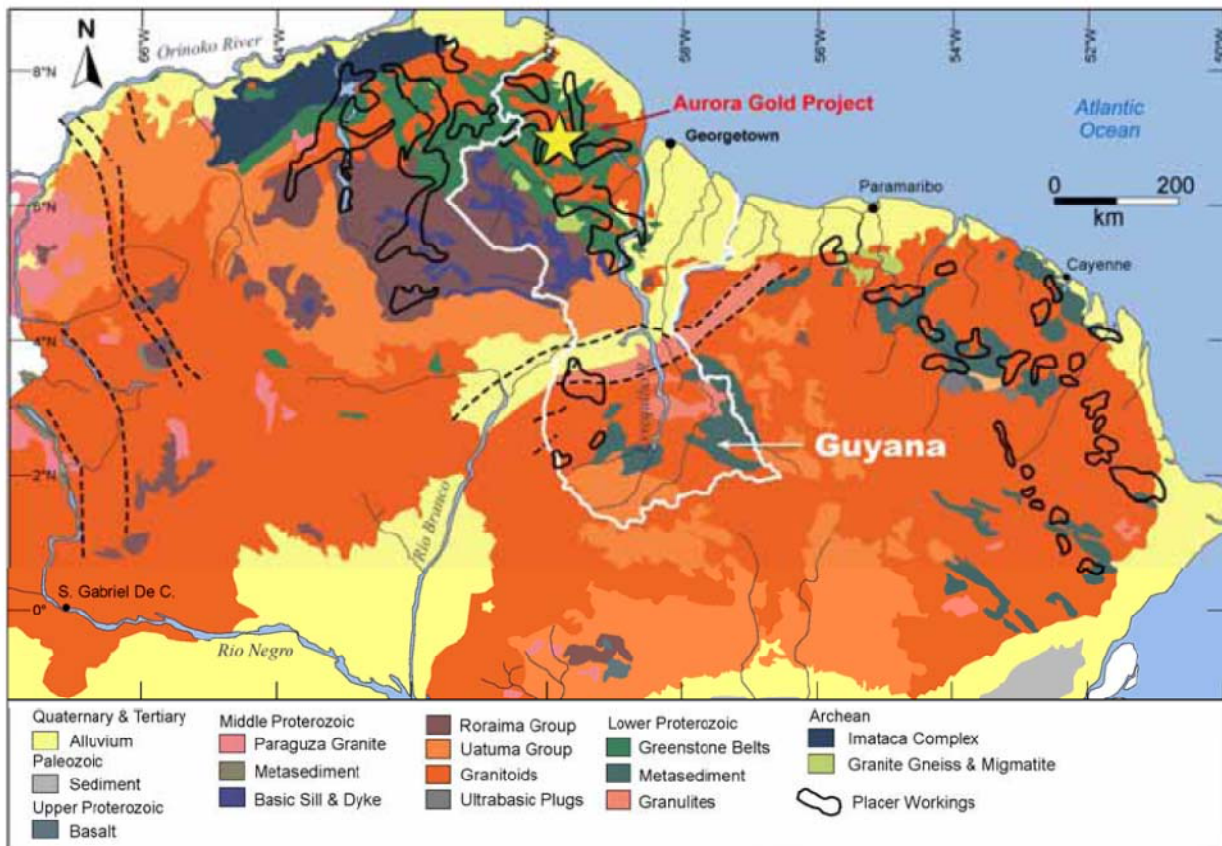 N
66°W
64°W
58°W
56°W
54°W
52°W
Orinoko River
8°N
Aurora Gold Project
Georgetown
Atlantic
Ocean
Paramaribo
0 200
km
6°N
Cayenne
4°N
Guyana
2°N
Rio Branco
S. Gabriel De C.
0°
Rio Negro
Quaternary & Tertiary
Alluvium
Paleozoic
Sediment
Upper Proterozoic
Basalt
Middle Proterozoic
Paraguza Granite
Metasediment
Basic Sill & Dyke
Roraima Group
Uatuma Group
Granitoids
Ultrabasic Plugs
Lower Proterozoic
Greenstone Belts
Metasediment
Granulites
Archean
Imataca Complex
Granite Gneiss & Migmatite
Placer Workings